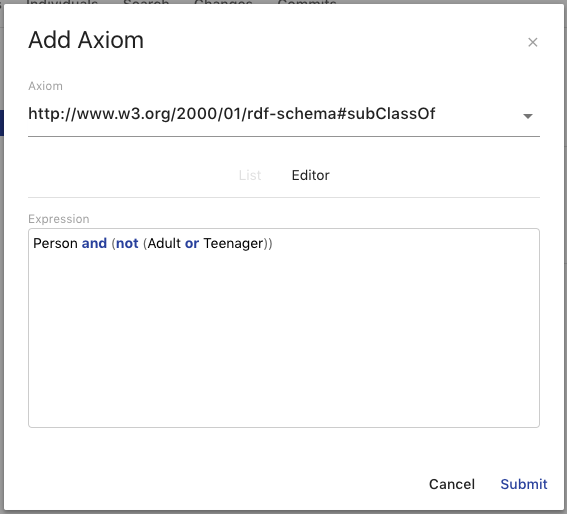 Individuals Search Changes Commits
Add Axiom ×
Axiom
http://www.w3.org/2000/01/rdf-schema#subClassOf
List Editor
Expression
Person and (not (Adult or Teenager))
Cancel Submit